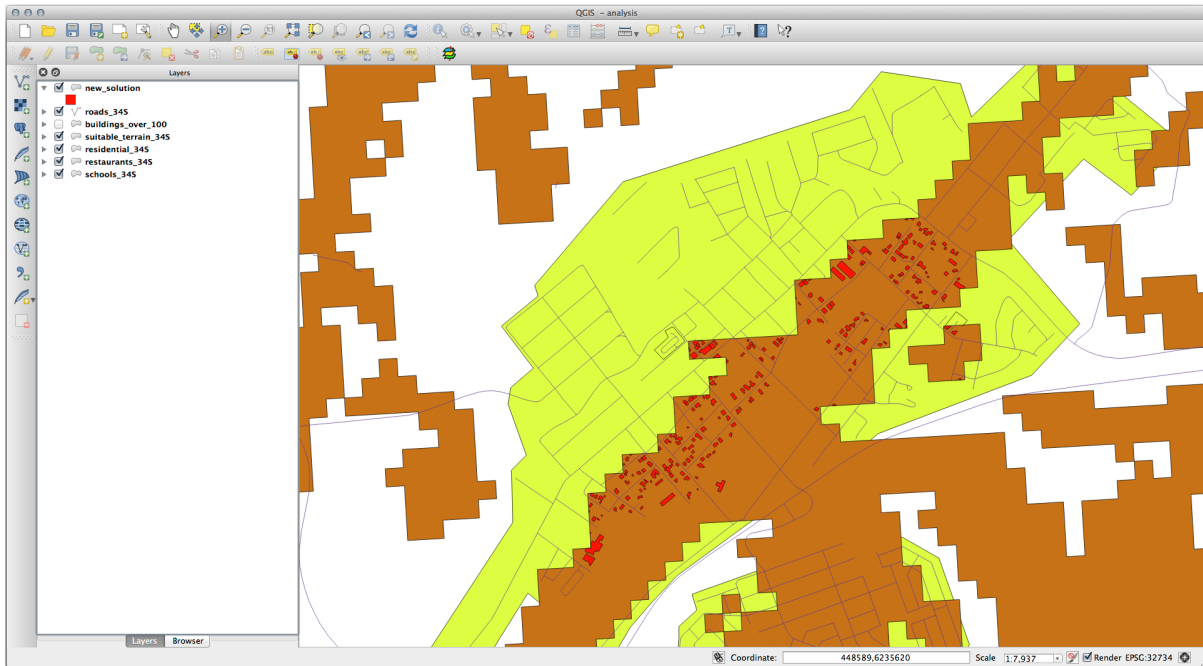 QGIS - analysis
Layers
new_solution
roads_34S
buildings_over_100
suitable_terrain_34S
residential_34S
restaurants_34S
schools_34S
Layers
Browser
Coordinate:
448589,6235620
Scale
1:7,937
Render
EPSG:32734